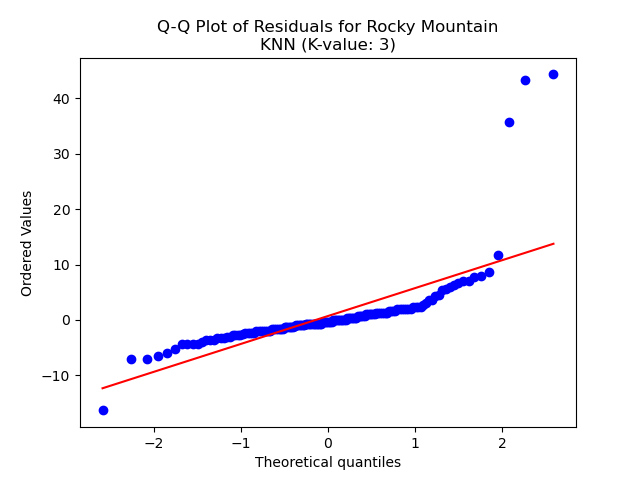 Q-Q Plot of Residuals for Rocky Mountain
KNN (K-value: 3)
40
30
20
10
0
−10
Ordered Values
−2
−1
0
1
2
Theoretical quantiles